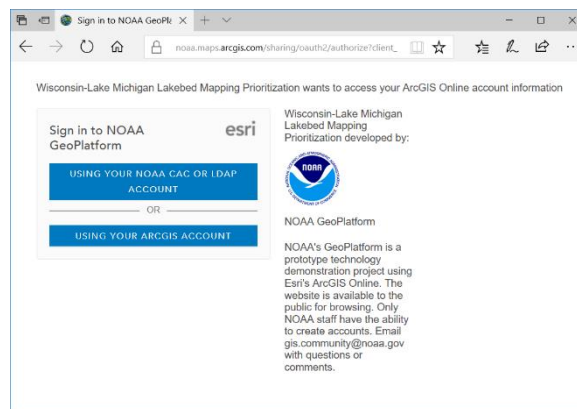 Sign in to NOAA GeoPla
noaa.maps.arcgis.com/sharing/oauth2/authorize?client_
Wisconsin-Lake Michigan Lakebed Mapping Prioritization wants to access your ArcGIS Online account information
Sign in to NOAA
GeoPlatform
esri
USING YOUR NOAA CAC OR LDAP
ACCOUNT
OR
USING YOUR ARCGIS ACCOUNT
Wisconsin-Lake Michigan
Lakebed Mapping
Prioritization developed by:
NOAA
NOAA GeoPlatform
NOAA's GeoPlatform is a
prototype technology
demonstration project using
Esri's ArcGIS Online. The
website is available to the
public for browsing. Only
NOAA staff have the ability
to create accounts. Email
gis.community@noaa.gov
with questions or
comments.